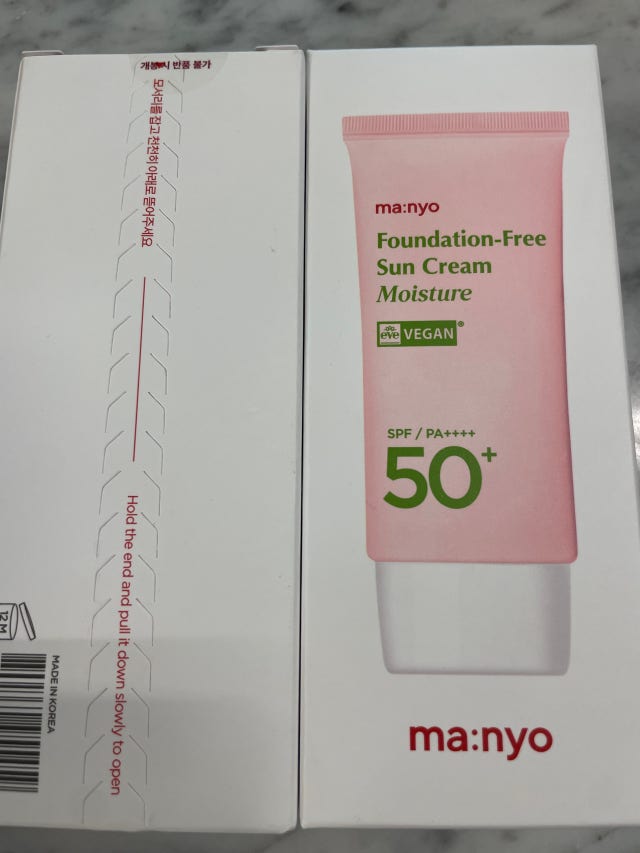 개봉 시 반품 불가
모서리를 잡고 천천히 아래로 뜯어주세요
Hold the end and pull it down slowly to open
12M
MADE IN KOREA
ma:nyo
Foundation-Free
Sun Cream
Moisture
eve VEGAN®
SPF / PA++++
50+
ma:nyo